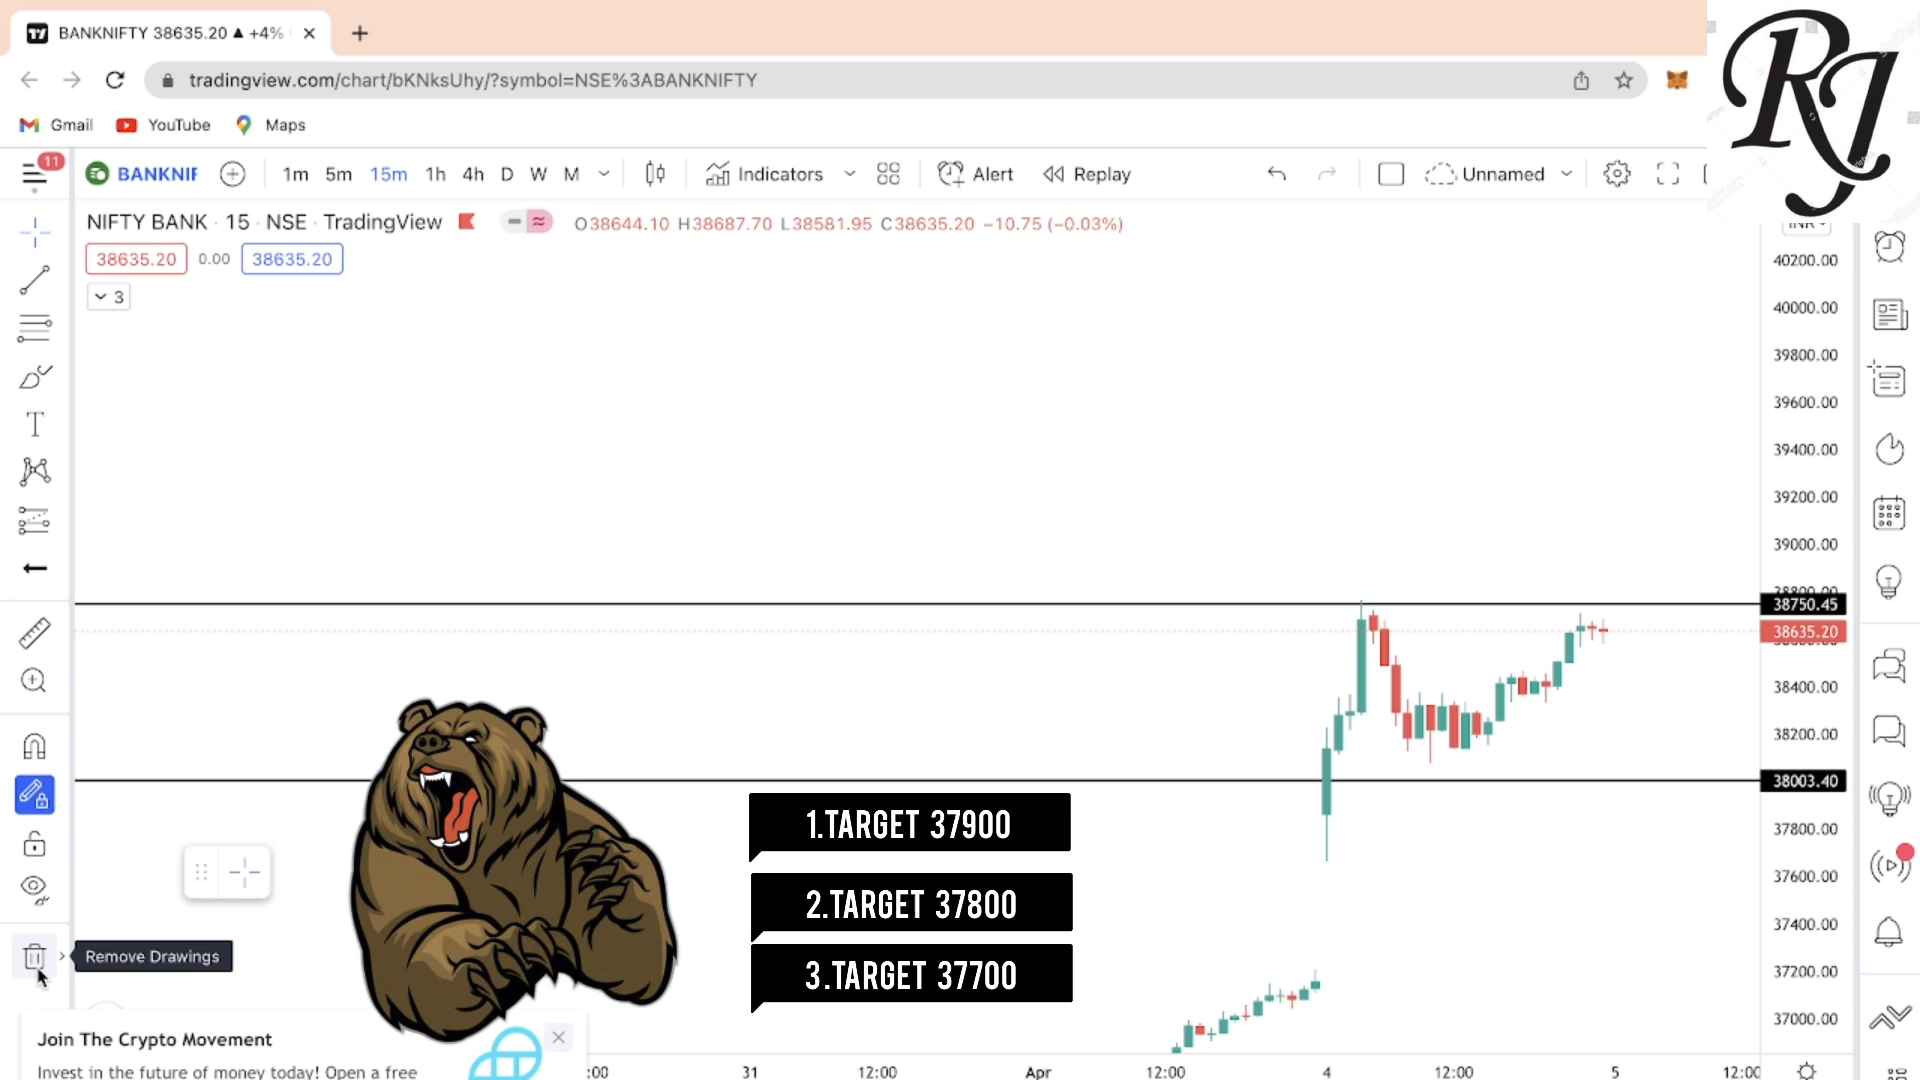 BANKNIFTY 38635.20 ▲ +4%
tradingview.com/chart/bKNksUhy/?symbol=NSE%3ABANKNIFTY
Gmail YouTube Maps
RJ
11
BANKNIF 1m 5m 15m 1h 4h D W M Indicators Alert Replay Unnamed
NIFTY BANK · 15 · NSE · TradingView O38644.10 H38687.70 L38581.95 C38635.20 −10.75 (−0.03%)
INR
38635.20 0.00 38635.20
3
40200.00
40000.00
39800.00
39600.00
39400.00
39200.00
39000.00
38800.00
38750.45
38635.20
38400.00
38200.00
38003.40
37800.00
37600.00
37400.00
37200.00
37000.00
1.TARGET 37900
2.TARGET 37800
3.TARGET 37700
Remove Drawings
Join The Crypto Movement
Invest in the future of money today! Open a free
:00 31 12:00 Apr 12:00 4 12:00 5 12:00